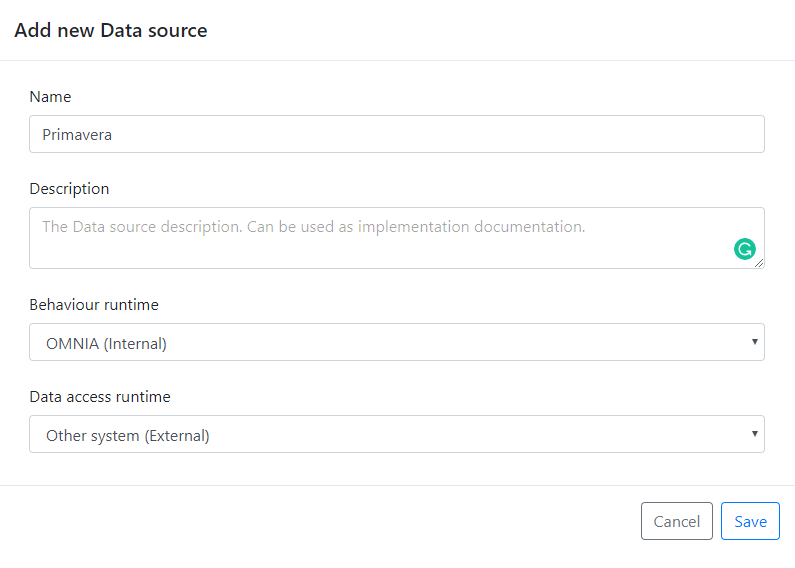 Add new Data source
Name
Primavera
Description
The Data source description. Can be used as implementation documentation.
Behaviour runtime
OMNIA (Internal)
Data access runtime
Other system (External)
Cancel
Save